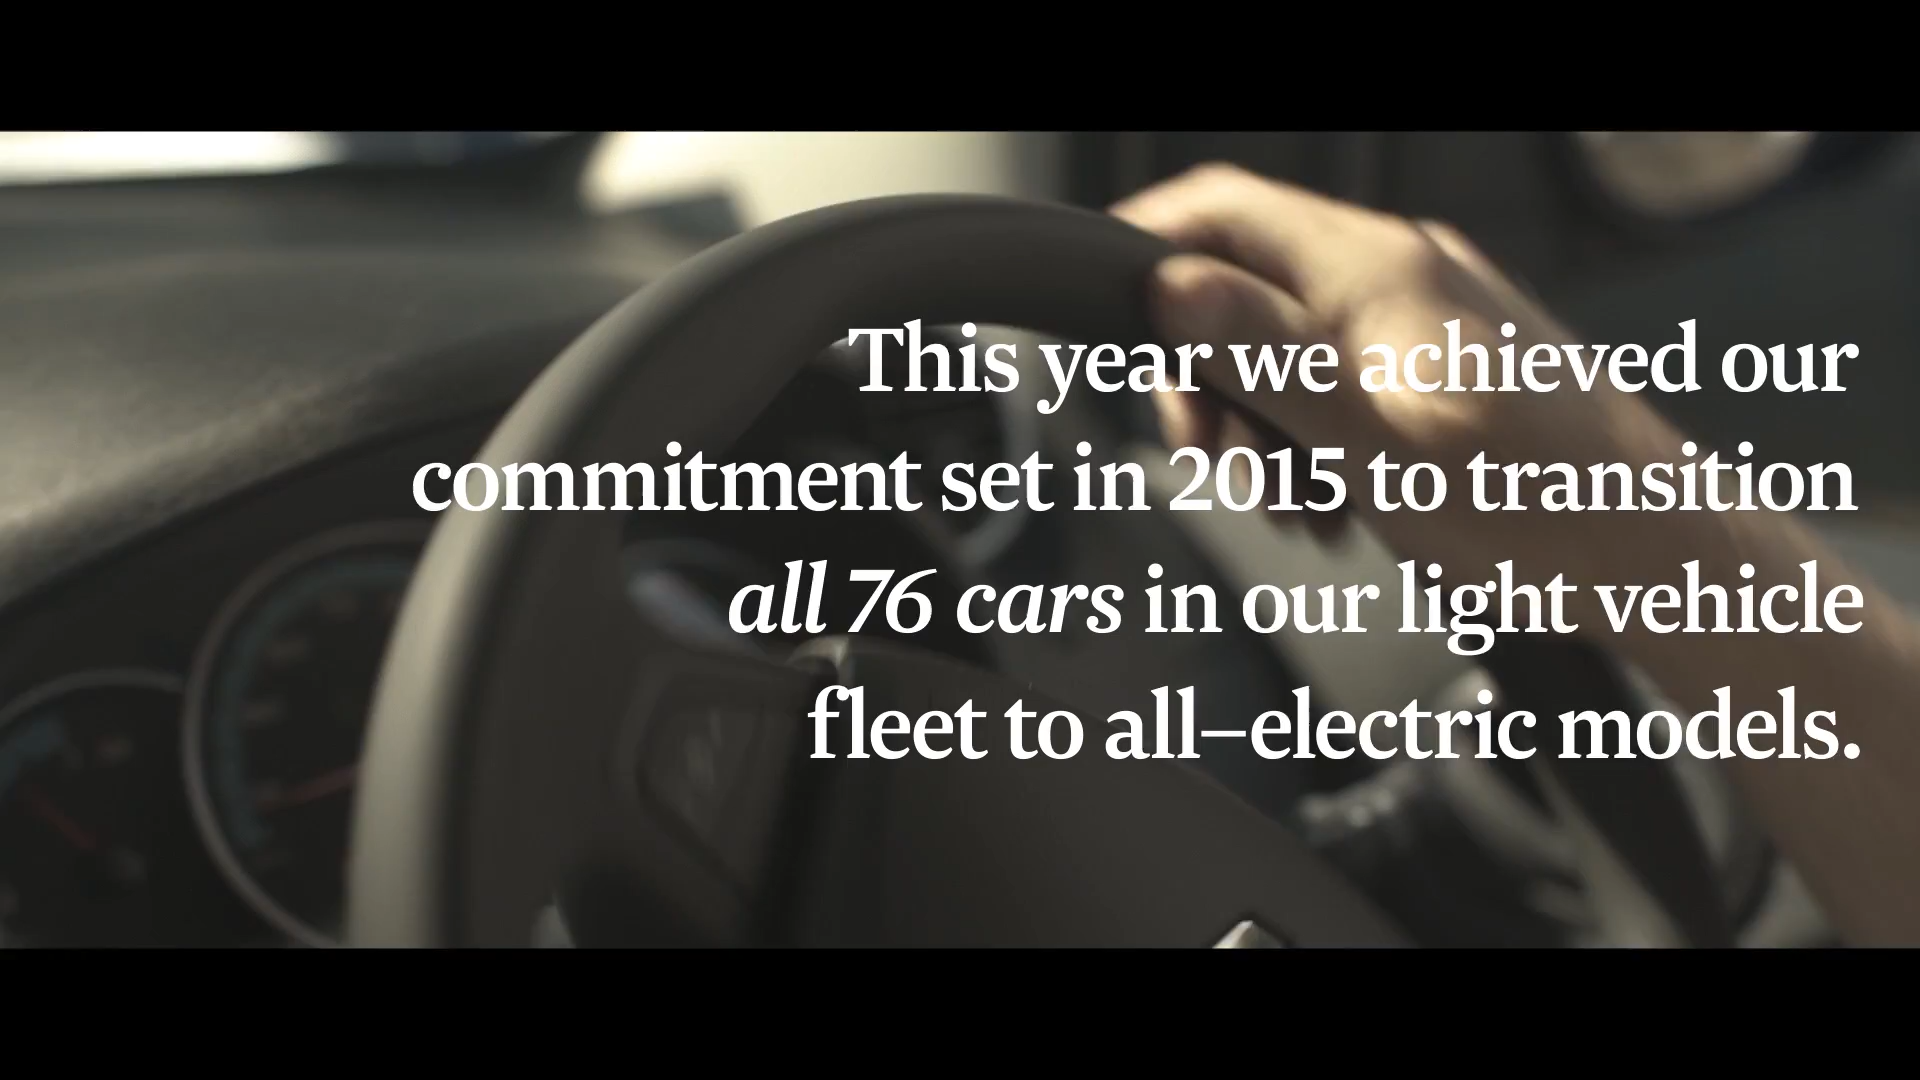 This year we achieved our
commitment set in 2015 to transition
all 76 cars in our light vehicle
fleet to all–electric models.